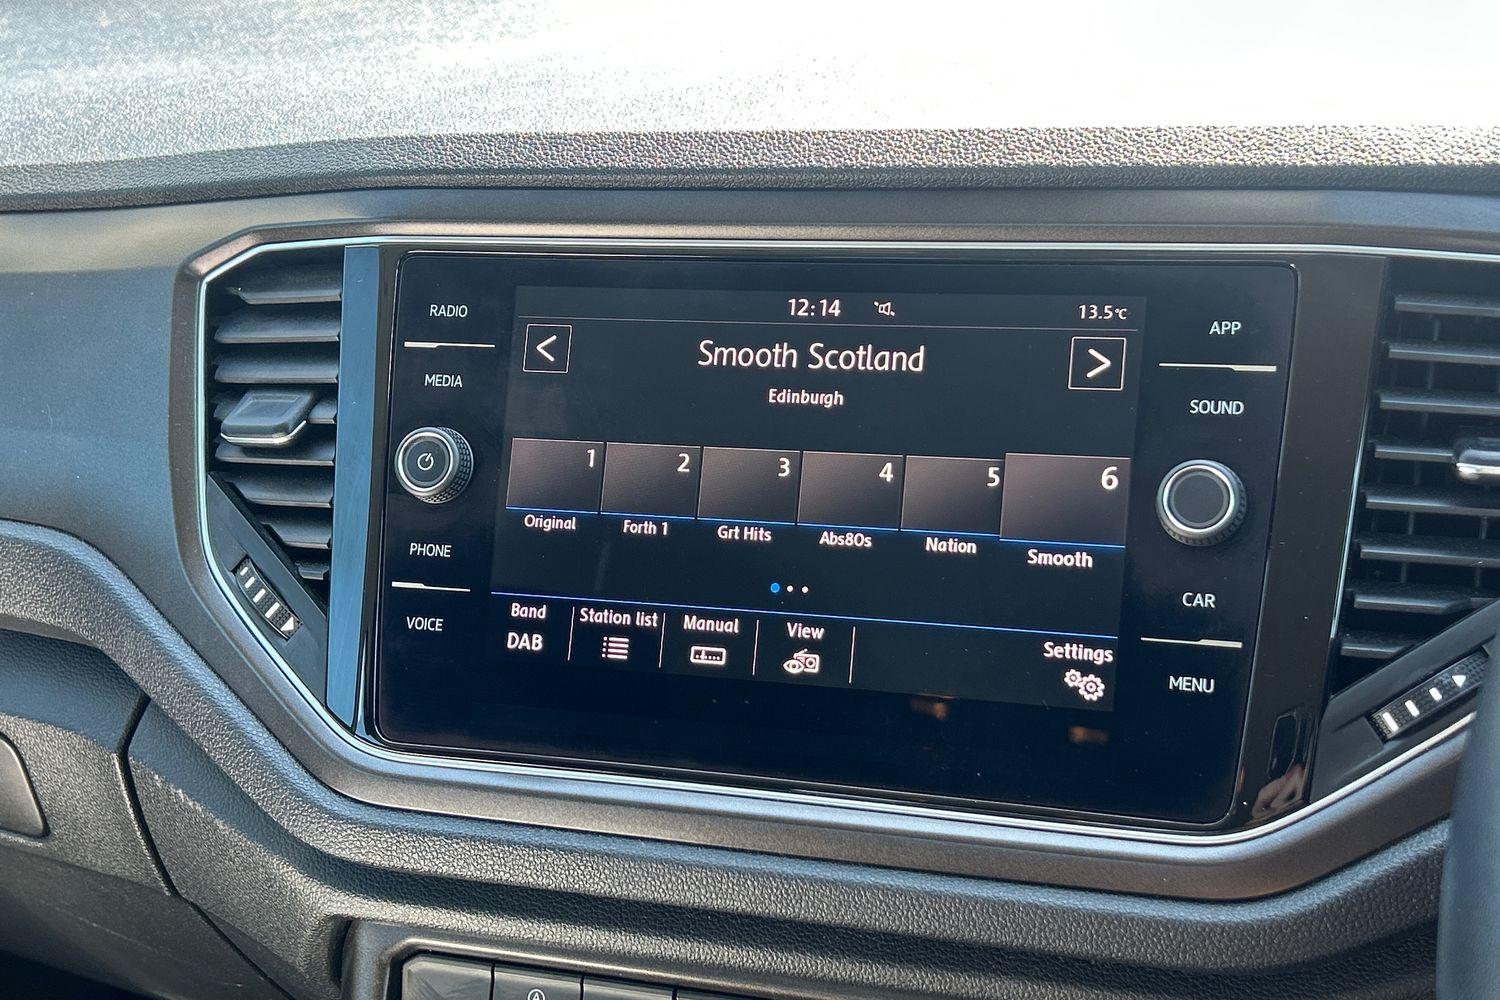 RADIO
MEDIA
PHONE
VOICE
12:14
13.5°C
<
Smooth Scotland
>
Edinburgh
1 2 3 4 5 6
Original Forth 1 Grt Hits Abs80s Nation Smooth
Band Station list Manual View Settings
DAB
APP
SOUND
CAR
MENU
A